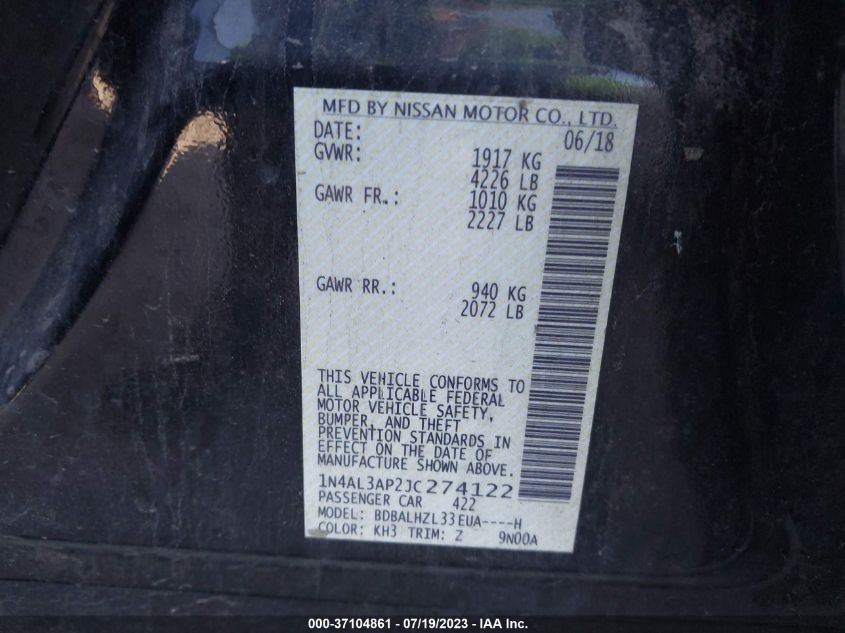 MFD BY NISSAN MOTOR CO., LTD.
DATE: 06/18
GVWR: 1917 KG
4226 LB
GAWR FR.: 1010 KG
2227 LB
GAWR RR.: 940 KG
2072 LB
THIS VEHICLE CONFORMS TO
ALL APPLICABLE FEDERAL
MOTOR VEHICLE SAFETY,
BUMPER, AND THEFT
PREVENTION STANDARDS IN
EFFECT ON THE DATE OF
MANUFACTURE SHOWN ABOVE.
1N4AL3AP2JC274122
PASSENGER CAR 422
MODEL: BDBALHZL33EUA----H
COLOR: KH3 TRIM: Z 9N00A
000-37104861 - 07/19/2023 - IAA Inc.